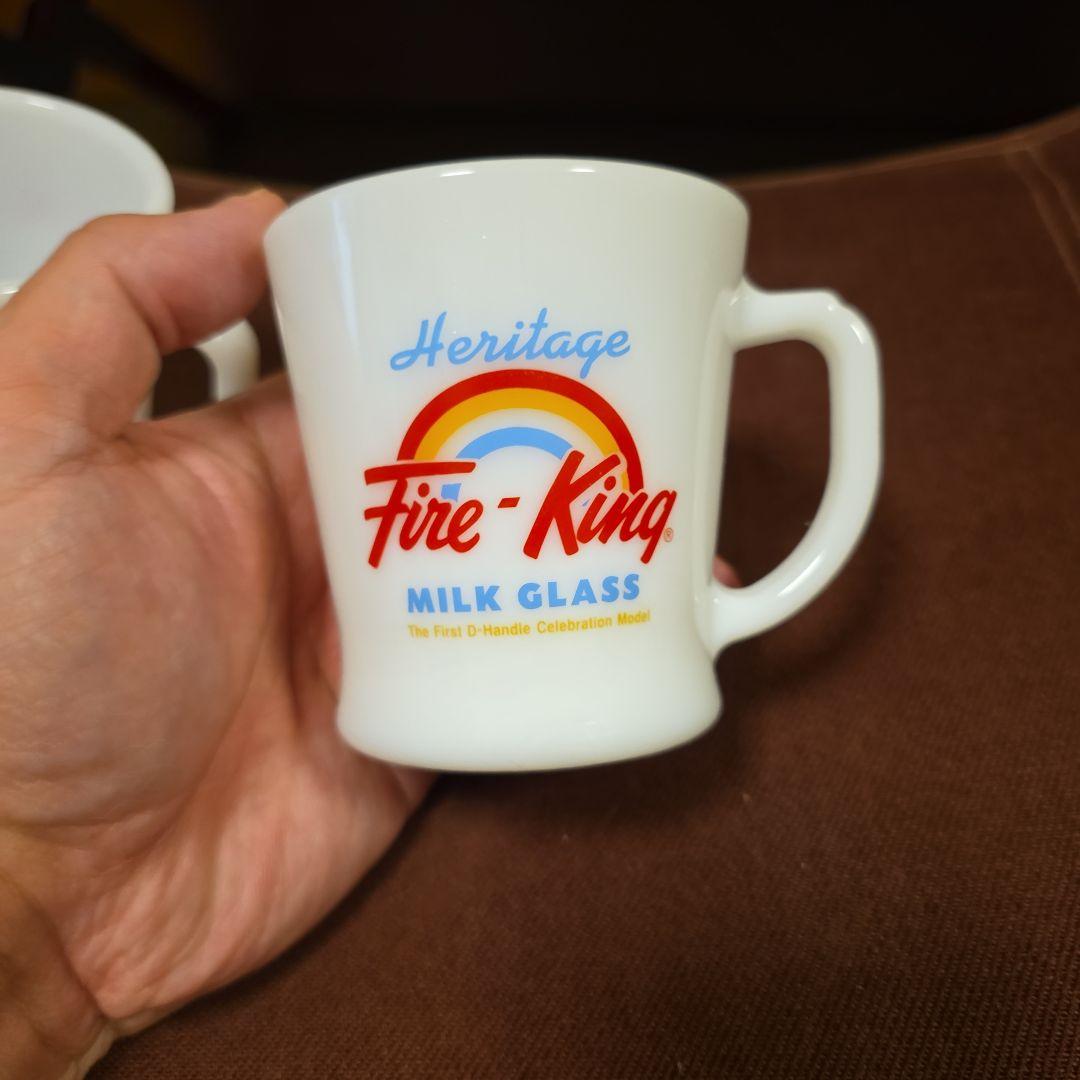 Heritage
Fire-King®
MILK GLASS
The First D-Handle Celebration Model